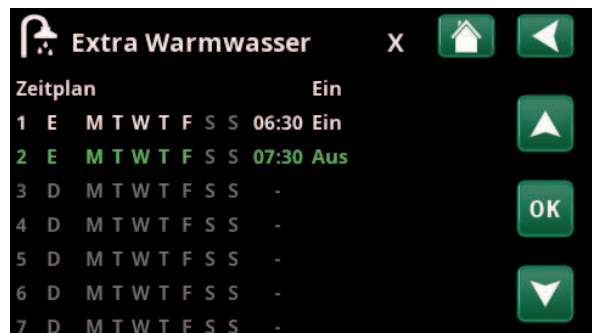 Extra Warmwasser X
Zeitplan Ein
1 E M T W T F S S 06:30 Ein
2 E M T W T F S S 07:30 Aus
3 D M T W T F S S -
4 D M T W T F S S -
OK
5 D M T W T F S S -
6 D M T W T F S S -
7 D M T W T F S S -